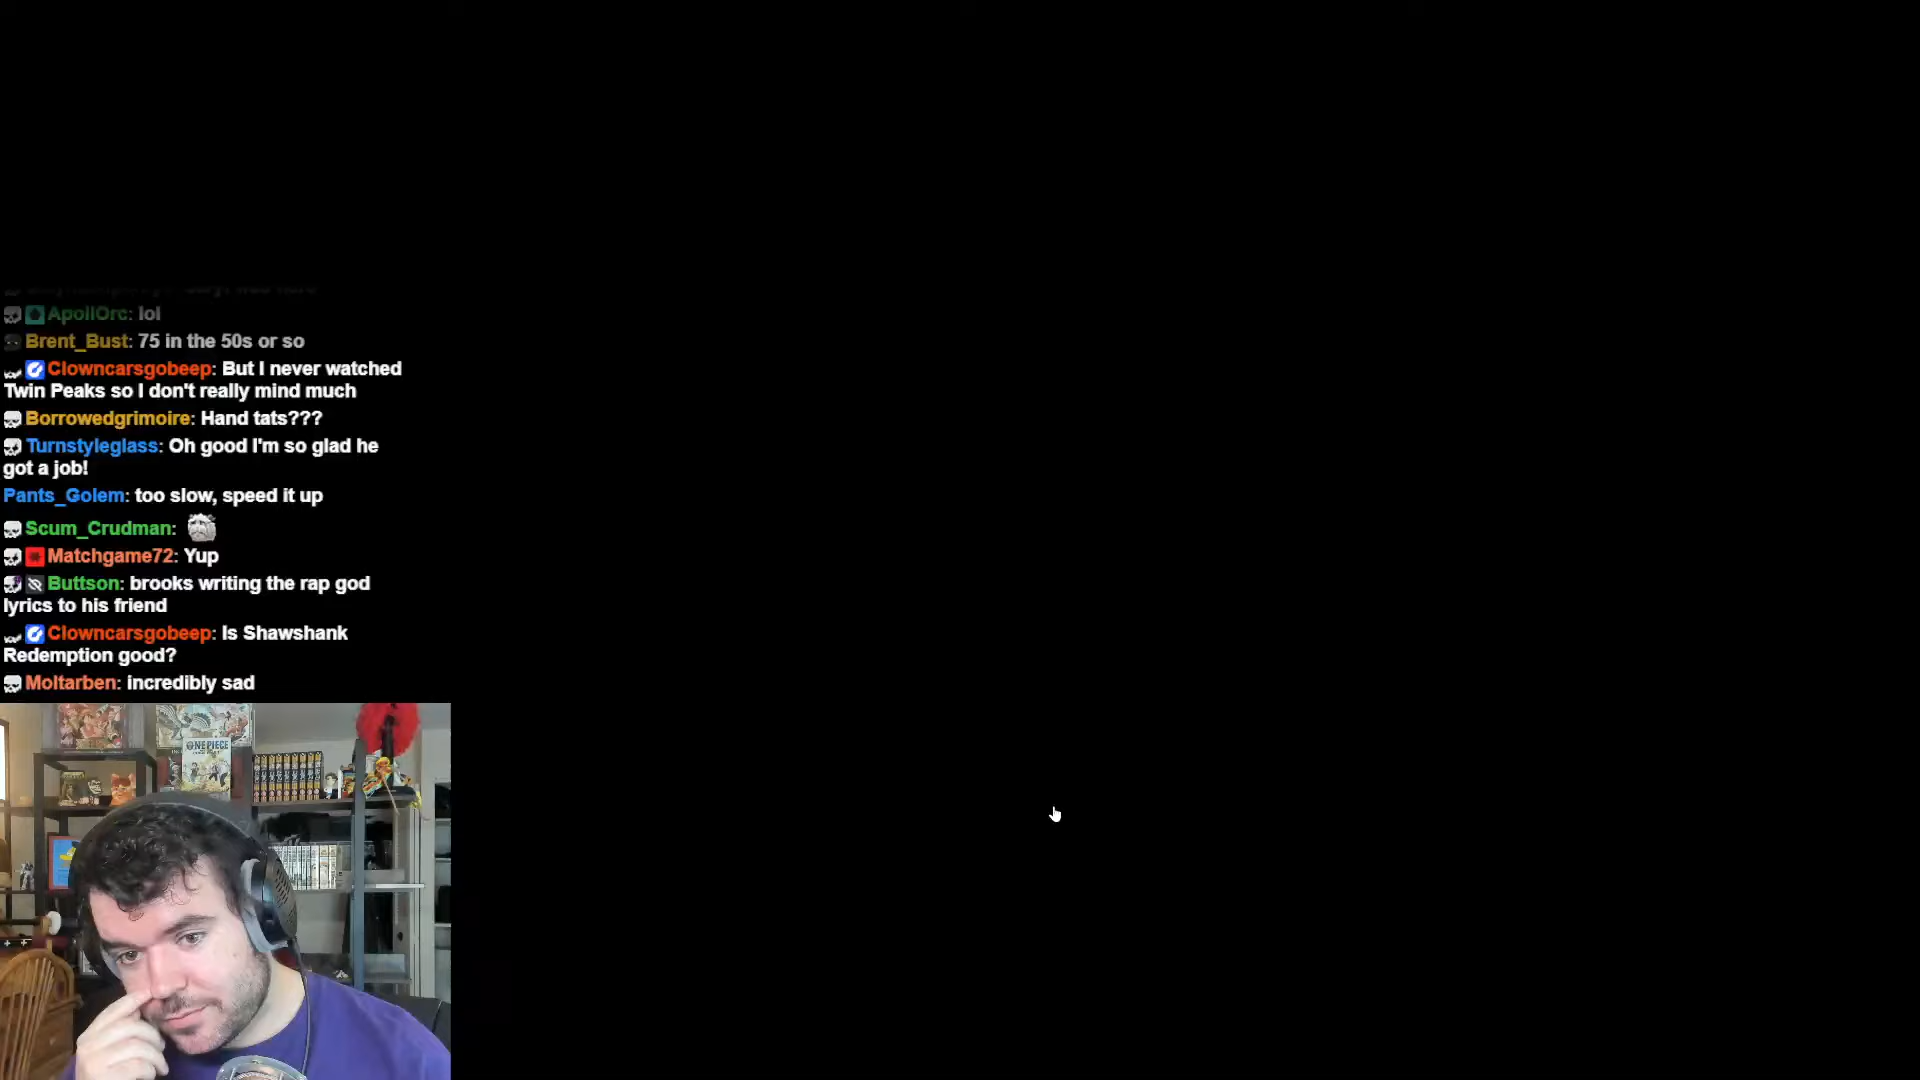 ApollOrc: lol
Brent_Bust: 75 in the 50s or so
Clowncarsgobeep: But I never watched
Twin Peaks so I don't really mind much
Borrowedgrimoire: Hand tats???
Turnstyleglass: Oh good I'm so glad he
got a job!
Pants_Golem: too slow, speed it up
Scum_Crudman:
Matchgame72: Yup
Buttson: brooks writing the rap god
lyrics to his friend
Clowncarsgobeep: Is Shawshank
Redemption good?
Moltarben: incredibly sad
ONE PIECE